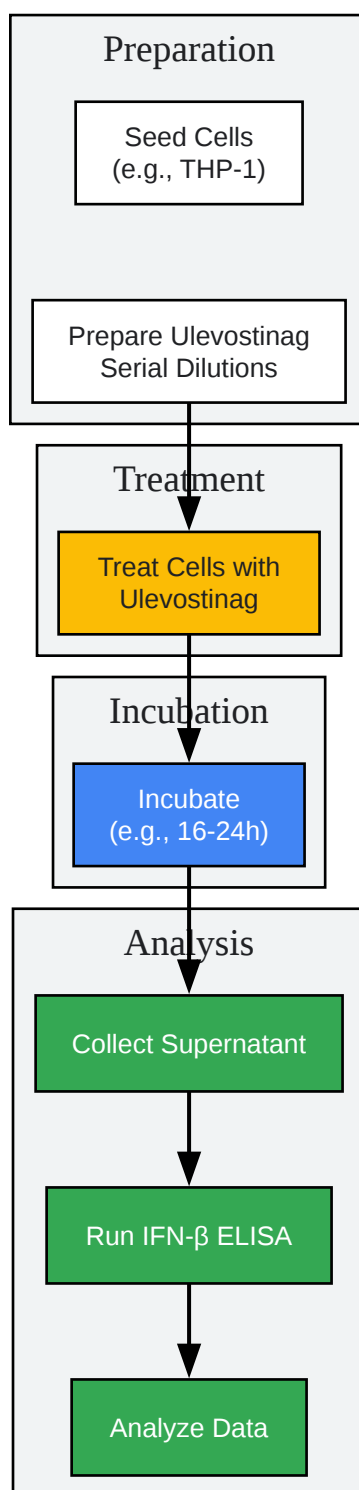 Preparation
Seed Cells
(e.g., THP-1)
Prepare Ulevostinag
Serial Dilutions
Treatment
Treat Cells with
Ulevostinag
Incubation
Incubate
(e.g., 16-24h)
Analysis
Collect Supernatant
Run IFN-β ELISA
Analyze Data